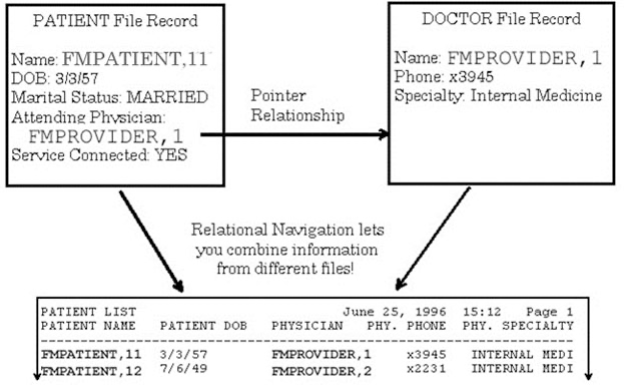 PATIENT File Record
Name: FMPATIENT,11
DOB: 3/3/57
Marital Status: MARRIED
Attending Physician:
FMPROVIDER,1
Service Connected: YES
Pointer
Relationship
DOCTOR File Record
Name: FMPROVIDER,1
Phone: x3945
Specialty: Internal Medicine
Relational Navigation lets
you combine information
from different files!
PATIENT LIST June 25, 1996 15:12 Page 1
PATIENT NAME PATIENT DOB PHYSICIAN PHY. PHONE PHY. SPECIALTY
--------------------------------------------------------------------------
FMPATIENT,11 3/3/57 FMPROVIDER,1 x3945 INTERNAL MEDI
FMPATIENT,12 7/6/49 FMPROVIDER,2 x2231 INTERNAL MEDI